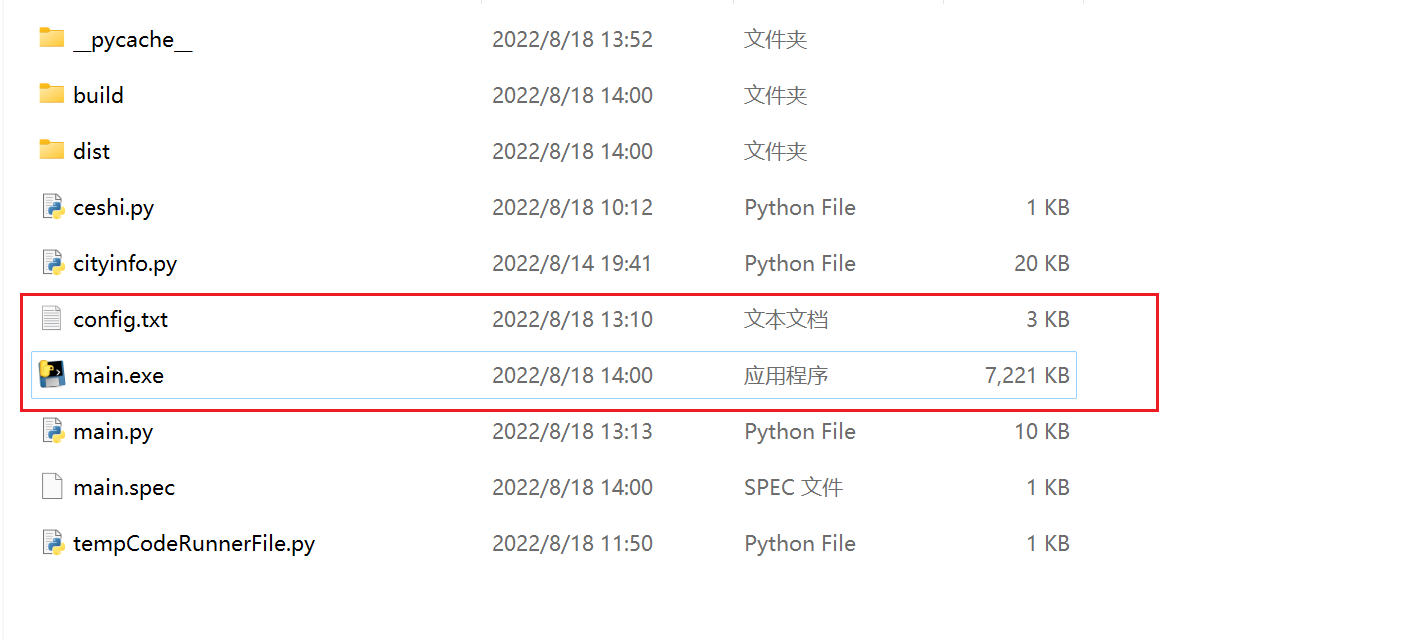 __pycache__ 2022/8/18 13:52 文件夹
build 2022/8/18 14:00 文件夹
dist 2022/8/18 14:00 文件夹
ceshi.py 2022/8/18 10:12 Python File 1 KB
cityinfo.py 2022/8/14 19:41 Python File 20 KB
config.txt 2022/8/18 13:10 文本文档 3 KB
main.exe 2022/8/18 14:00 应用程序 7,221 KB
main.py 2022/8/18 13:13 Python File 10 KB
main.spec 2022/8/18 14:00 SPEC 文件 1 KB
tempCodeRunnerFile.py 2022/8/18 11:50 Python File 1 KB